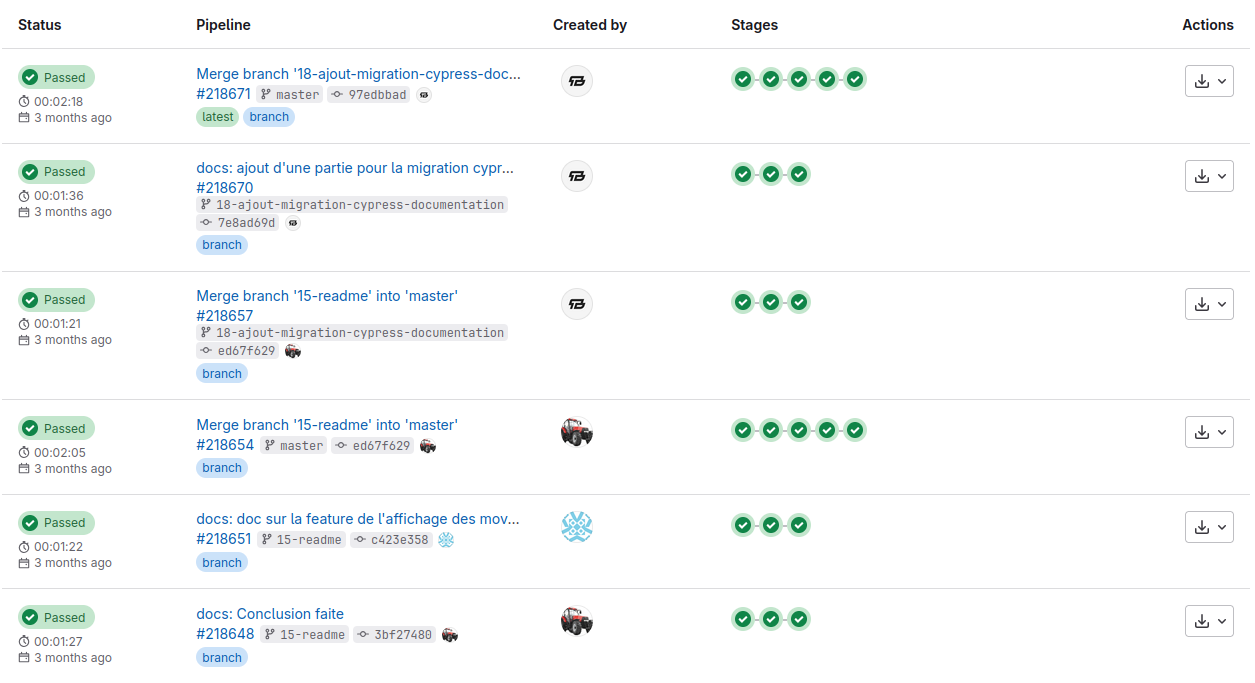 Status Pipeline Created by Stages Actions
Passed Merge branch '18-ajout-migration-cypress-doc...
00:02:18 #218671 master 97edbbad
3 months ago latest branch
Passed docs: ajout d'une partie pour la migration cypr...
00:01:36 #218670
3 months ago 18-ajout-migration-cypress-documentation
7e8ad69d
branch
Passed Merge branch '15-readme' into 'master'
00:01:21 #218657
3 months ago 18-ajout-migration-cypress-documentation
ed67f629
branch
Passed Merge branch '15-readme' into 'master'
00:02:05 #218654 master ed67f629
3 months ago branch
Passed docs: doc sur la feature de l'affichage des mov...
00:01:22 #218651 15-readme c423e358
3 months ago branch
Passed docs: Conclusion faite
00:01:27 #218648 15-readme 3bf27480
3 months ago branch